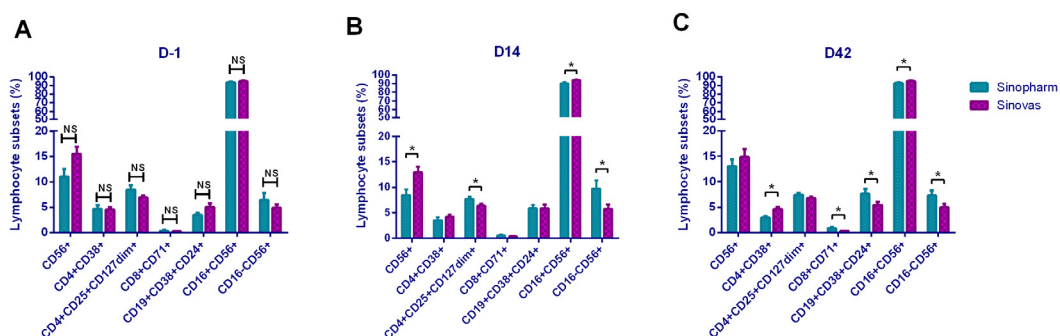 A
D-1
Lymphocyte subsets (%)
100
90
80
70
60
50
20
15
10
5
0
NS
NS
NS
NS
NS
NS
NS
CD56+
CD4+CD38+
CD4+CD25+CD127dim+
CD8+CD71+
CD19+CD38+CD24+
CD16+CD56+
CD16-CD56+
B
D14
Lymphocyte subsets (%)
100
90
80
70
60
50
20
15
10
5
0
*
*
*
*
CD56+
CD4+CD38+
CD4+CD25+CD127dim+
CD8+CD71+
CD19+CD38+CD24+
CD16+CD56+
CD16-CD56+
C
D42
Lymphocyte subsets (%)
100
90
80
70
60
50
20
15
10
5
0
*
*
*
*
*
CD56+
CD4+CD38+
CD4+CD25+CD127dim+
CD8+CD71+
CD19+CD38+CD24+
CD16+CD56+
CD16-CD56+
Sinopharm
Sinovas